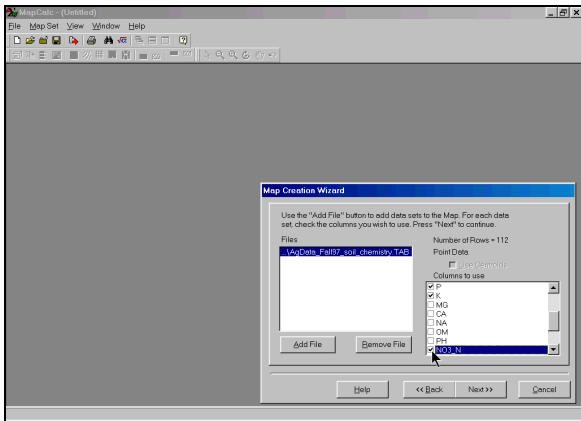 MapCalc - (Untitled)
File Map Set View Window Help
Map Creation Wizard
Use the "Add File" button to add data sets to the Map. For each data
set, check the columns you wish to use. Press "Next" to continue.
Files
Number of Rows = 112
..\AgData_Fall97_soil_chemistry.TAB
Point Data
Use Centroids
Columns to use
P
K
MG
CA
NA
OM
PH
NO3_N
Add File
Remove File
Help
<< Back
Next >>
Cancel